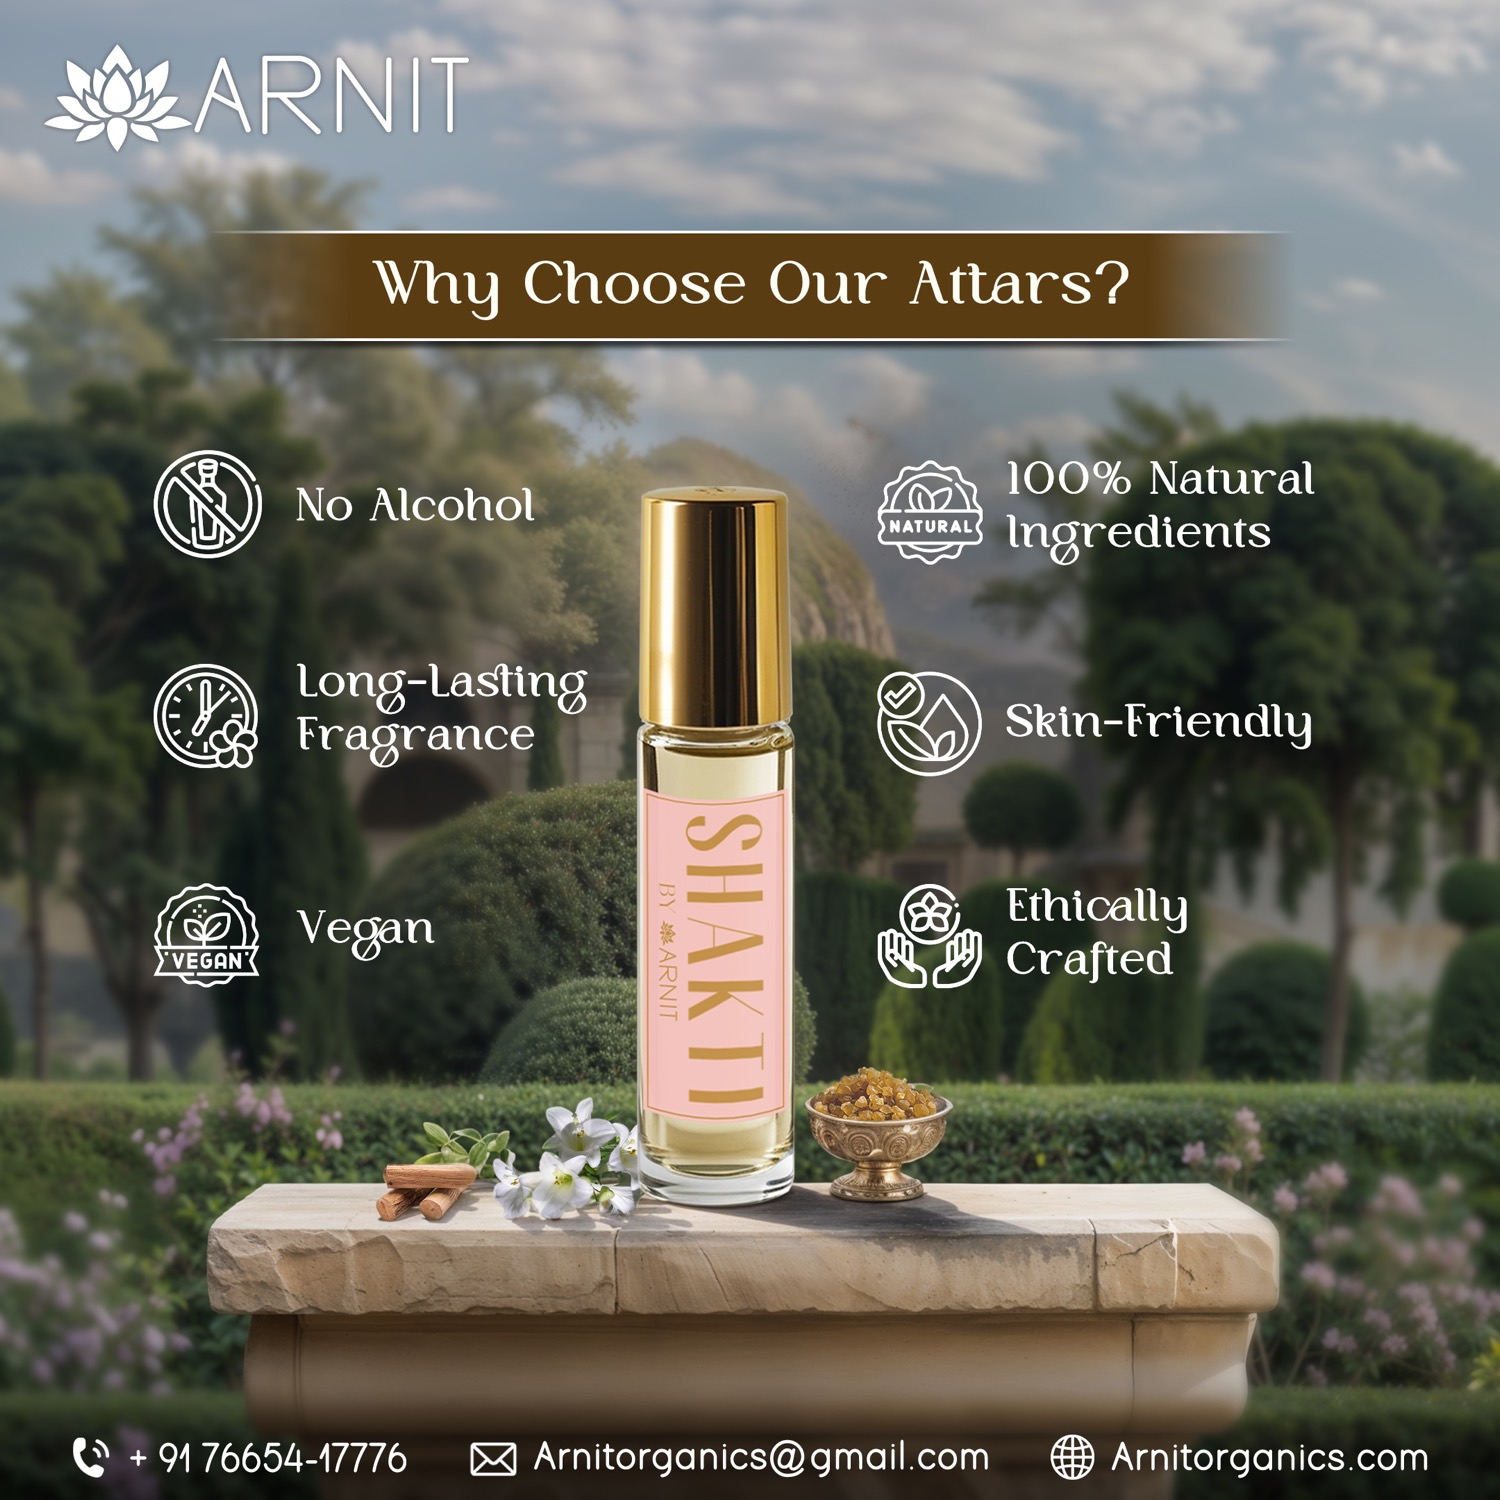 ARNIT
Why Choose Our Attars?
No Alcohol
Long-Lasting
Fragrance
VEGAN
Vegan
NATURAL
100% Natural
Ingredients
Skin-Friendly
Ethically
Crafted
SHAKTI
BY ARNIT
+ 91 76654-17776
Arnitorganics@gmail.com
Arnitorganics.com